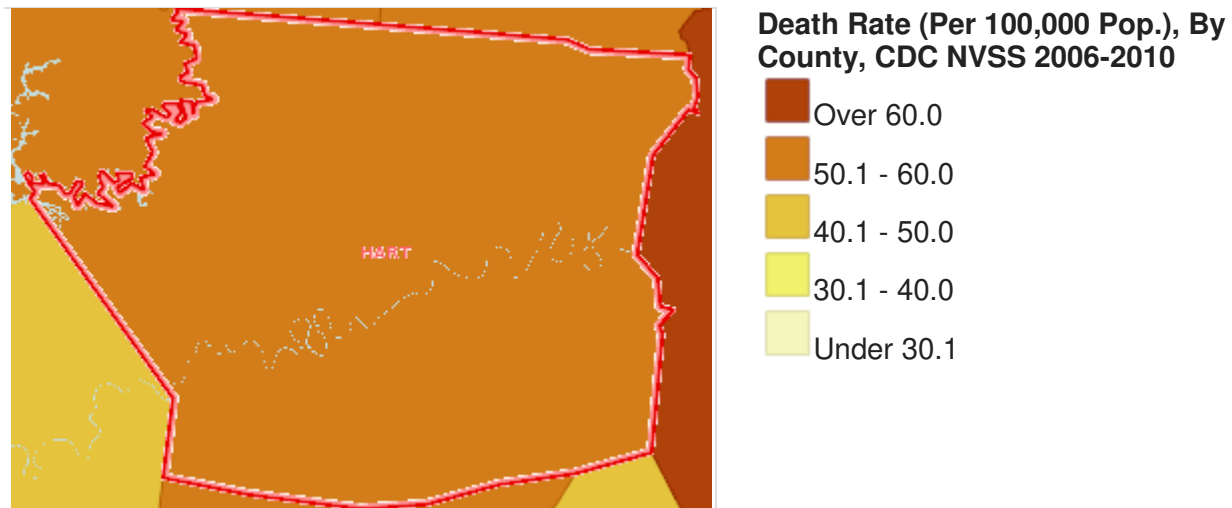 Death Rate (Per 100,000 Pop.), By
County, CDC NVSS 2006-2010
Over 60.0
50.1 - 60.0
40.1 - 50.0
30.1 - 40.0
Under 30.1
HART